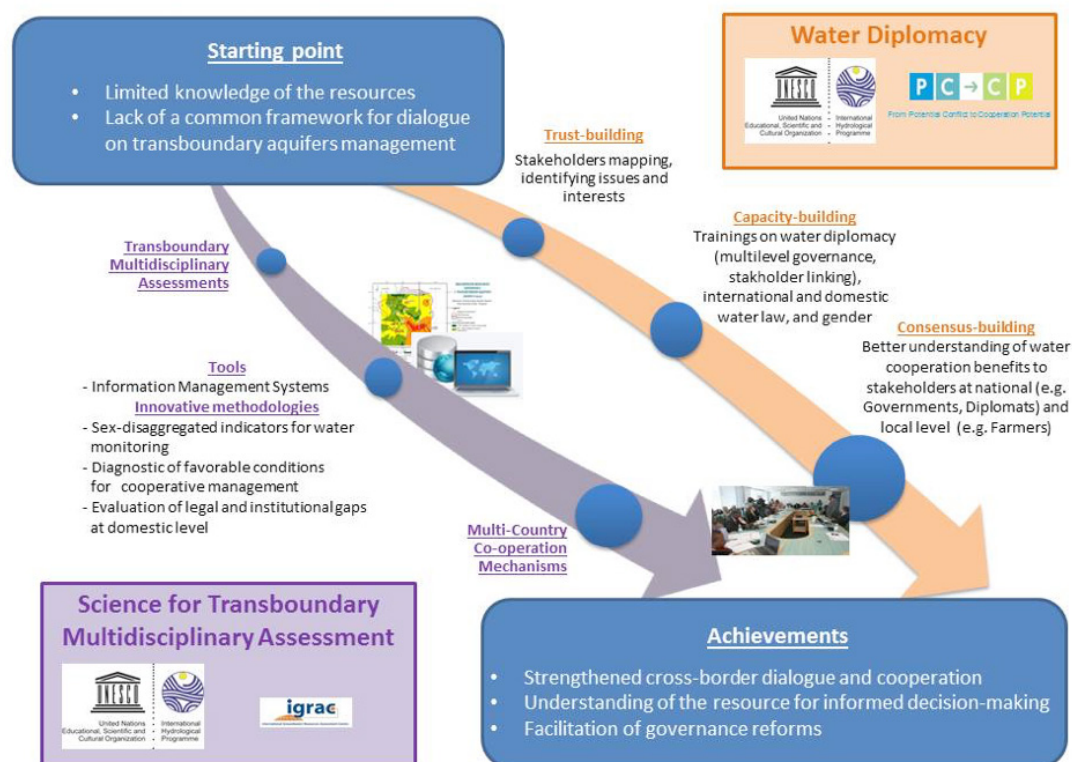 Starting point
• Limited knowledge of the resources
• Lack of a common framework for dialogue
on transboundary aquifers management
Water Diplomacy
UNESCO
United Nations
Educational, Scientific and
Cultural Organization
International
Hydrological
Programme
PC→CP
From Potential Conflict to Cooperation Potential
Trust-building
Stakeholders mapping,
identifying issues and
interests
Capacity-building
Trainings on water diplomacy
(multilevel governance,
stakholder linking),
international and domestic
water law, and gender
Consensus-building
Better understanding of water
cooperation benefits to
stakeholders at national (e.g.
Governments, Diplomats) and
local level (e.g. Farmers)
Transboundary
Multidisciplinary
Assessments
Tools
- Information Management Systems
Innovative methodologies
- Sex-disaggregated indicators for water
monitoring
- Diagnostic of favorable conditions
for cooperative management
- Evaluation of legal and institutional gaps
at domestic level
Multi-Country
Co-operation
Mechanisms
Science for Transboundary
Multidisciplinary Assessment
UNESCO
United Nations
Educational, Scientific and
Cultural Organization
International
Hydrological
Programme
igrac
Achievements
• Strengthened cross-border dialogue and cooperation
• Understanding of the resource for informed decision-making
• Facilitation of governance reforms